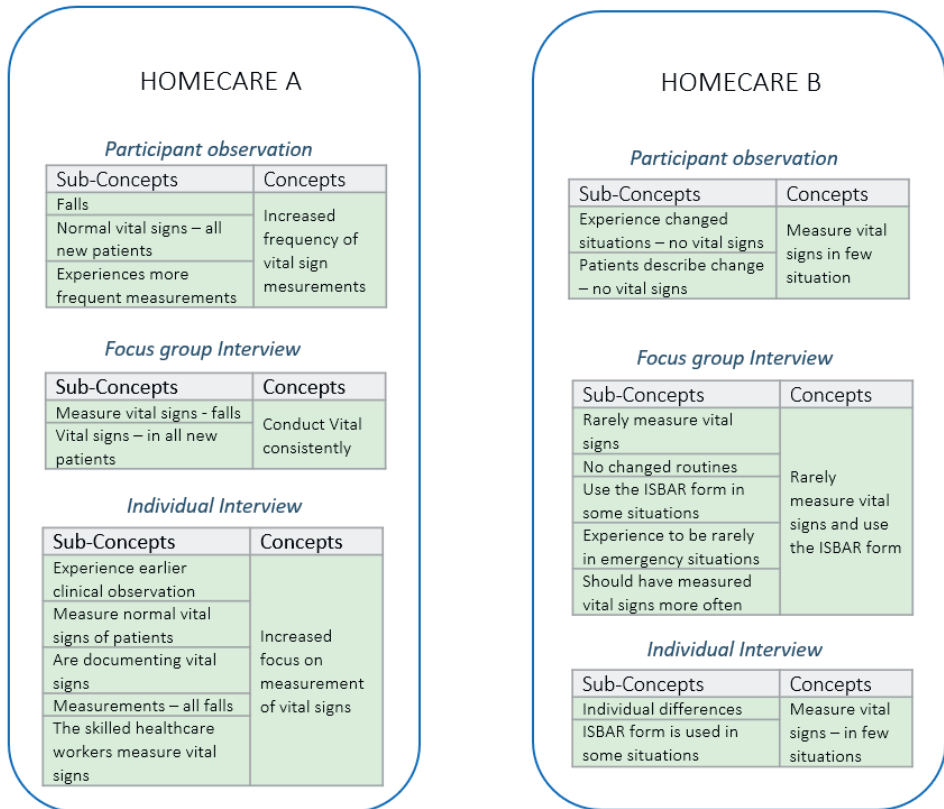 HOMECARE A
Participant observation
Sub-Concepts
Concepts
Falls
Normal vital signs – all
new patients
Experiences more
frequent measurements
Increased
frequency of
vital sign
mesurements
Focus group Interview
Sub-Concepts
Concepts
Measure vital signs - falls
Vital signs – in all new
patients
Conduct Vital
consistently
Individual Interview
Sub-Concepts
Concepts
Experience earlier
clinical observation
Measure normal vital
signs of patients
Are documenting vital
signs
Measurements – all falls
The skilled healthcare
workers measure vital
signs
Increased
focus on
measurement
of vital signs
HOMECARE B
Participant observation
Sub-Concepts
Concepts
Experience changed
situations – no vital signs
Patients describe change
– no vital signs
Measure vital
signs in few
situation
Focus group Interview
Sub-Concepts
Concepts
Rarely measure vital
signs
No changed routines
Use the ISBAR form in
some situations
Experience to be rarely
in emergency situations
Should have measured
vital signs more often
Rarely
measure vital
signs and use
the ISBAR form
Individual Interview
Sub-Concepts
Concepts
Individual differences
ISBAR form is used in
some situations
Measure vital
signs – in few
situations